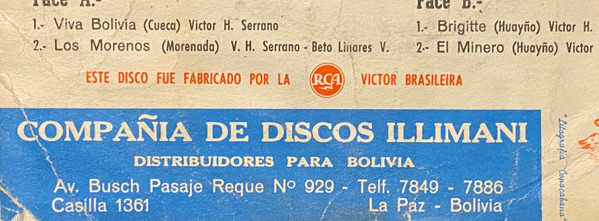 Face A.-
1.- Viva Bolivia (Cueca) Victor H. Serrano
2.- Los Morenos (Morenada) V. H. Serrano - Beto Linares V.
Face B.-
1.- Brigitte (Huayño) Victor H.
2.- El Minero (Huayño) Victor
ESTE DISCO FUE FABRICADO POR LA RCA VICTOR BRASILEIRA
COMPAÑIA DE DISCOS ILLIMANI
DISTRIBUIDORES PARA BOLIVIA
Av. Busch Pasaje Reque Nº 929 - Telf. 7849 - 7886
Casilla 1361 La Paz - Bolivia
"Litografía Copacabana"